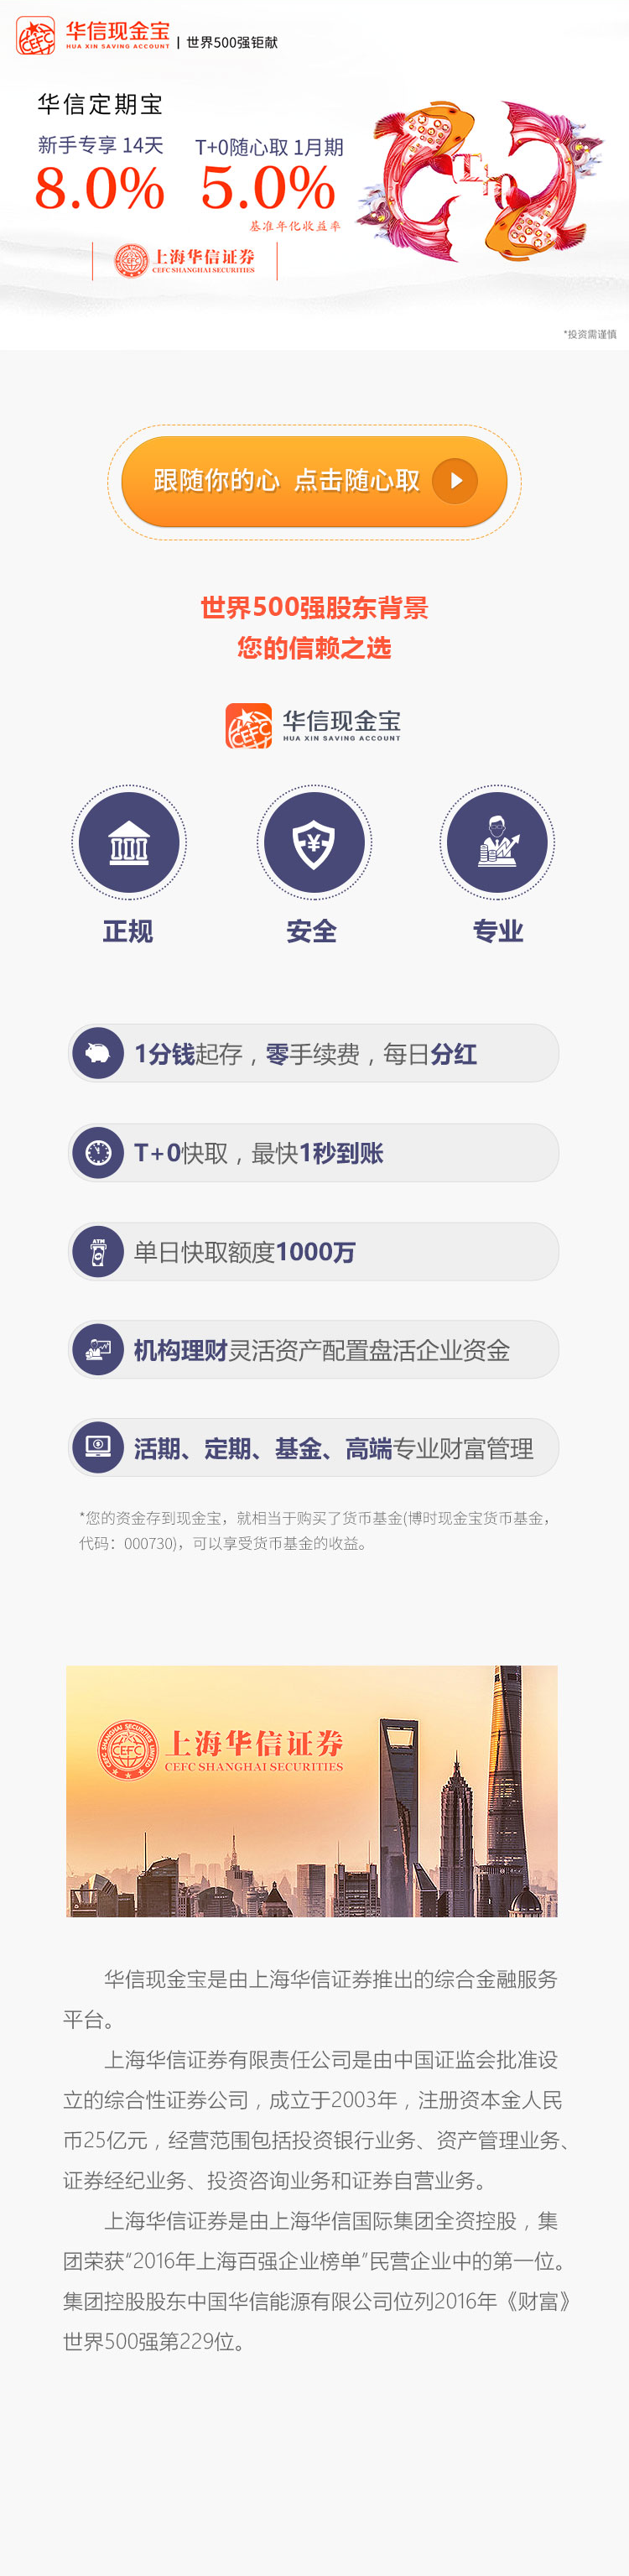 CEFC
华信现金宝
HUA XIN SAVING ACCOUNT
世界500强钜献
华信定期宝
新手专享 14天
8.0%
T+0随心取 1月期
5.0%
基准年化收益率
T+0
上海华信证券
CEFC SHANGHAI SECURITIES
*投资需谨慎
跟随你的心 点击随心取
世界500强股东背景
您的信赖之选
CEFC
华信现金宝
HUA XIN SAVING ACCOUNT
正规
安全
专业
1分钱起存，零手续费，每日分红
T+0快取，最快1秒到账
单日快取额度1000万
ATM
机构理财灵活资产配置盘活企业资金
活期、定期、基金、高端专业财富管理
*您的资金存到现金宝，就相当于购买了货币基金(博时现金宝货币基金，
代码：000730)，可以享受货币基金的收益。
CEFC SHANGHAI SECURITIES LIMITED
CEFC
上海华信证券
CEFC SHANGHAI SECURITIES
华信现金宝是由上海华信证券推出的综合金融服务
平台。
上海华信证券有限责任公司是由中国证监会批准设
立的综合性证券公司，成立于2003年，注册资本金人民
币25亿元，经营范围包括投资银行业务、资产管理业务、
证券经纪业务、投资咨询业务和证券自营业务。
上海华信证券是由上海华信国际集团全资控股，集
团荣获“2016年上海百强企业榜单”民营企业中的第一位。
集团控股股东中国华信能源有限公司位列2016年《财富》
世界500强第229位。